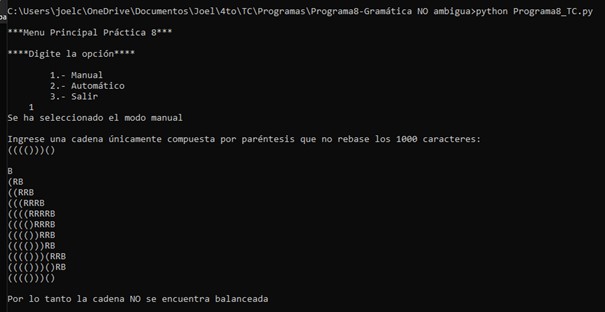 C:\Users\joelc\OneDrive\Documentos\Joel\4to\TC\Programas\Programa8-Gramática NO ambigua>python Programa8_TC.py
***Menu Principal Práctica 8***
****Digite la opción****
1.- Manual
2.- Automático
3.- Salir
1
Se ha seleccionado el modo manual
Ingrese una cadena únicamente compuesta por paréntesis que no rebase los 1000 caracteres:
(((()))()
B
(RB
((RRB
(((RRRB
((((RRRRB
(((()RRRB
(((())RRB
(((()))RB
(((()))(RRB
(((()))()RB
(((()))()
Por lo tanto la cadena NO se encuentra balanceada